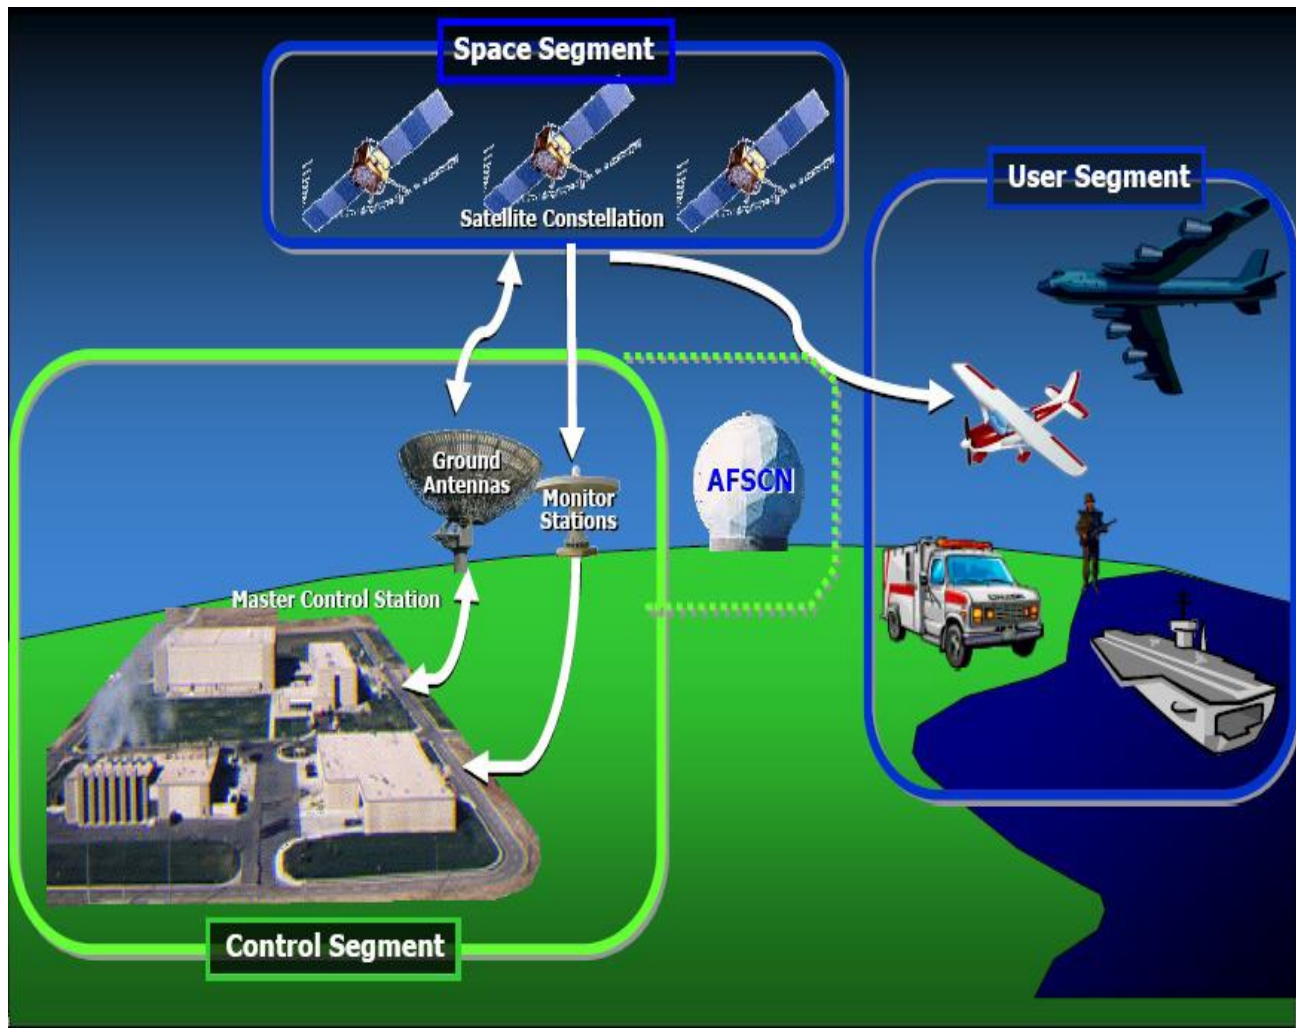 Space Segment
Satellite Constellation
User Segment
Ground
Antennas
Monitor
Stations
AFSCN
Master Control Station
Control Segment